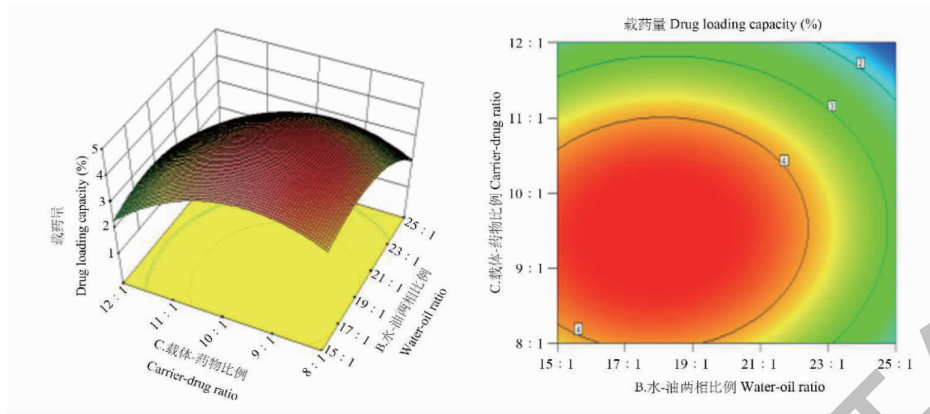 5
4
3
2
1
载药量
Drug loading capacity (%)
12∶1
11∶1
10∶1
9∶1
8∶1
C.载体-药物比例
Carrier-drug ratio
25∶1
23∶1
21∶1
19∶1
17∶1
15∶1
B.水-油两相比例
Water-oil ratio
载药量 Drug loading capacity (%)
12∶1
11∶1
10∶1
9∶1
8∶1
C.载体-药物比例 Carrier-drug ratio
2
3
4
4
15∶1 17∶1 19∶1 21∶1 23∶1 25∶1
B.水-油两相比例 Water-oil ratio